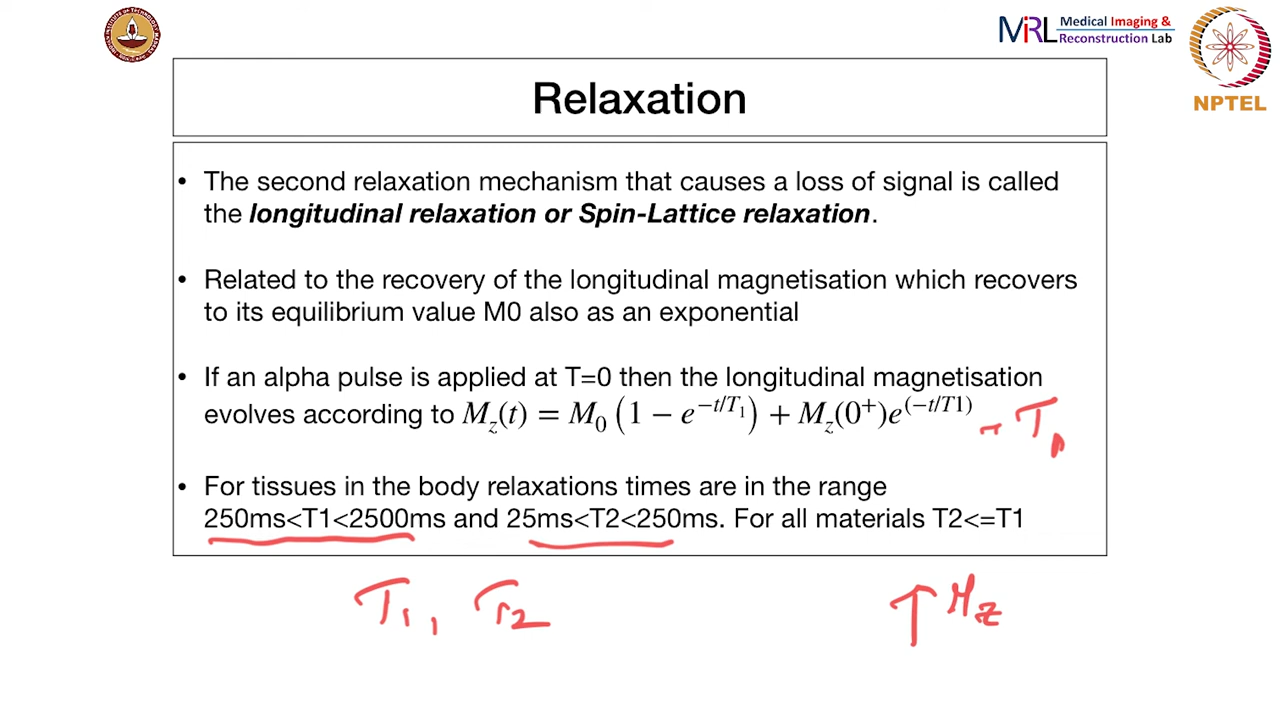 MIRL Medical Imaging &
Reconstruction Lab
NPTEL
Relaxation
• The second relaxation mechanism that causes a loss of signal is called
the longitudinal relaxation or Spin-Lattice relaxation.
• Related to the recovery of the longitudinal magnetisation which recovers
to its equilibrium value M0 also as an exponential
• If an alpha pulse is applied at T=0 then the longitudinal magnetisation
evolves according to M_z(t) = M_0 (1 − e^{−t/T_1}) + M_z(0^+)e^{(−t/T1)}
• For tissues in the body relaxations times are in the range
250ms<T1<2500ms and 25ms<T2<250ms. For all materials T2<=T1
T1, T2 ↑ Mz